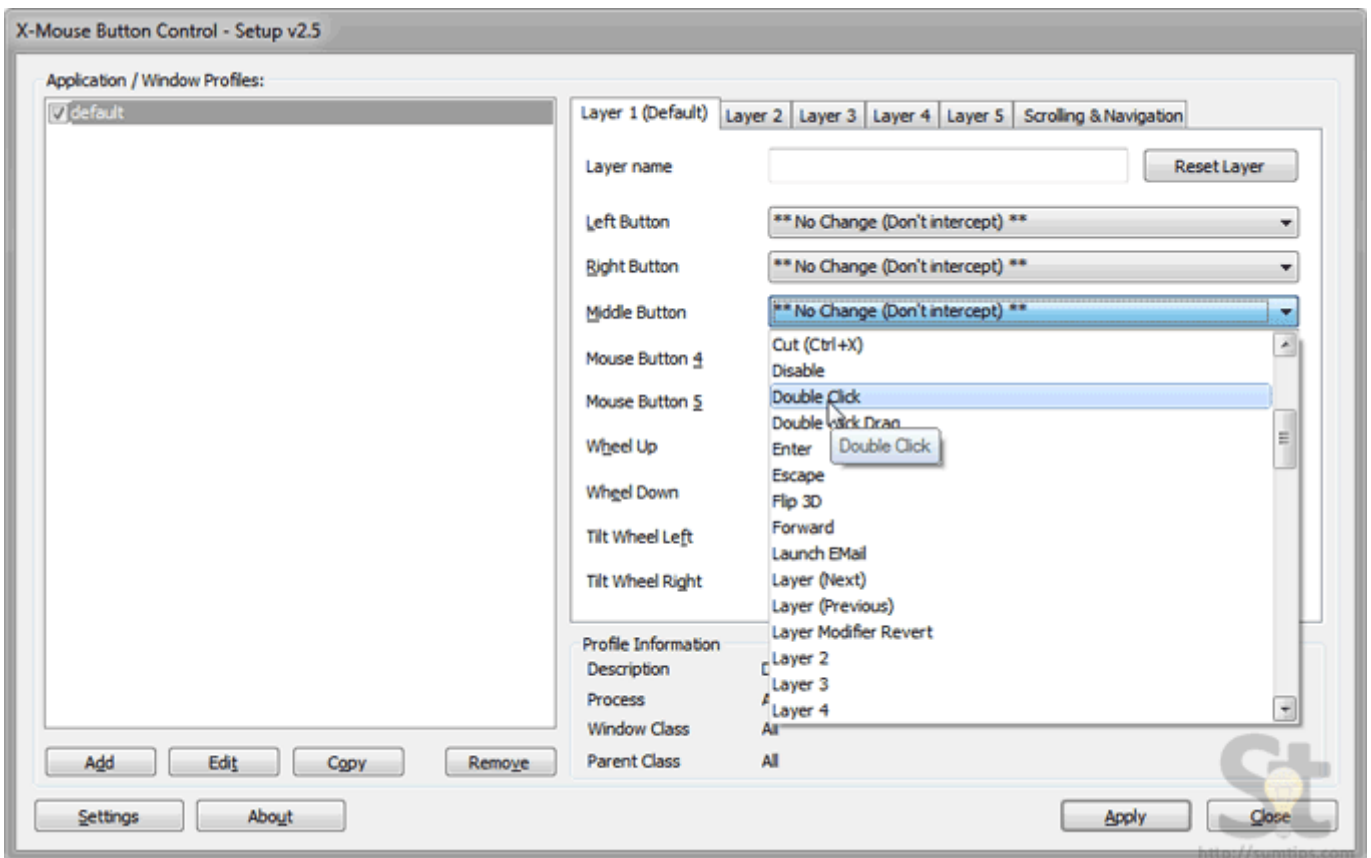 X-Mouse Button Control - Setup v2.5
Application / Window Profiles:
default
Layer 1 (Default) Layer 2 Layer 3 Layer 4 Layer 5 Scrolling & Navigation
Layer name Reset Layer
Left Button ** No Change (Don't intercept) **
Right Button ** No Change (Don't intercept) **
Middle Button ** No Change (Don't intercept) **
Cut (Ctrl+X)
Mouse Button 4
Disable
Mouse Button 5 Double Click
Double Click Drag
Wheel Up Enter Double Click
Escape
Wheel Down Flip 3D
Forward
Tilt Wheel Left Launch EMail
Tilt Wheel Right Layer (Next)
Layer (Previous)
Layer Modifier Revert
Profile Information
Description Layer 2
Layer 3
Process Layer 4
Window Class All
Parent Class All
Add Edit Copy Remove
Settings About Apply Close
St
http://sumtips.com